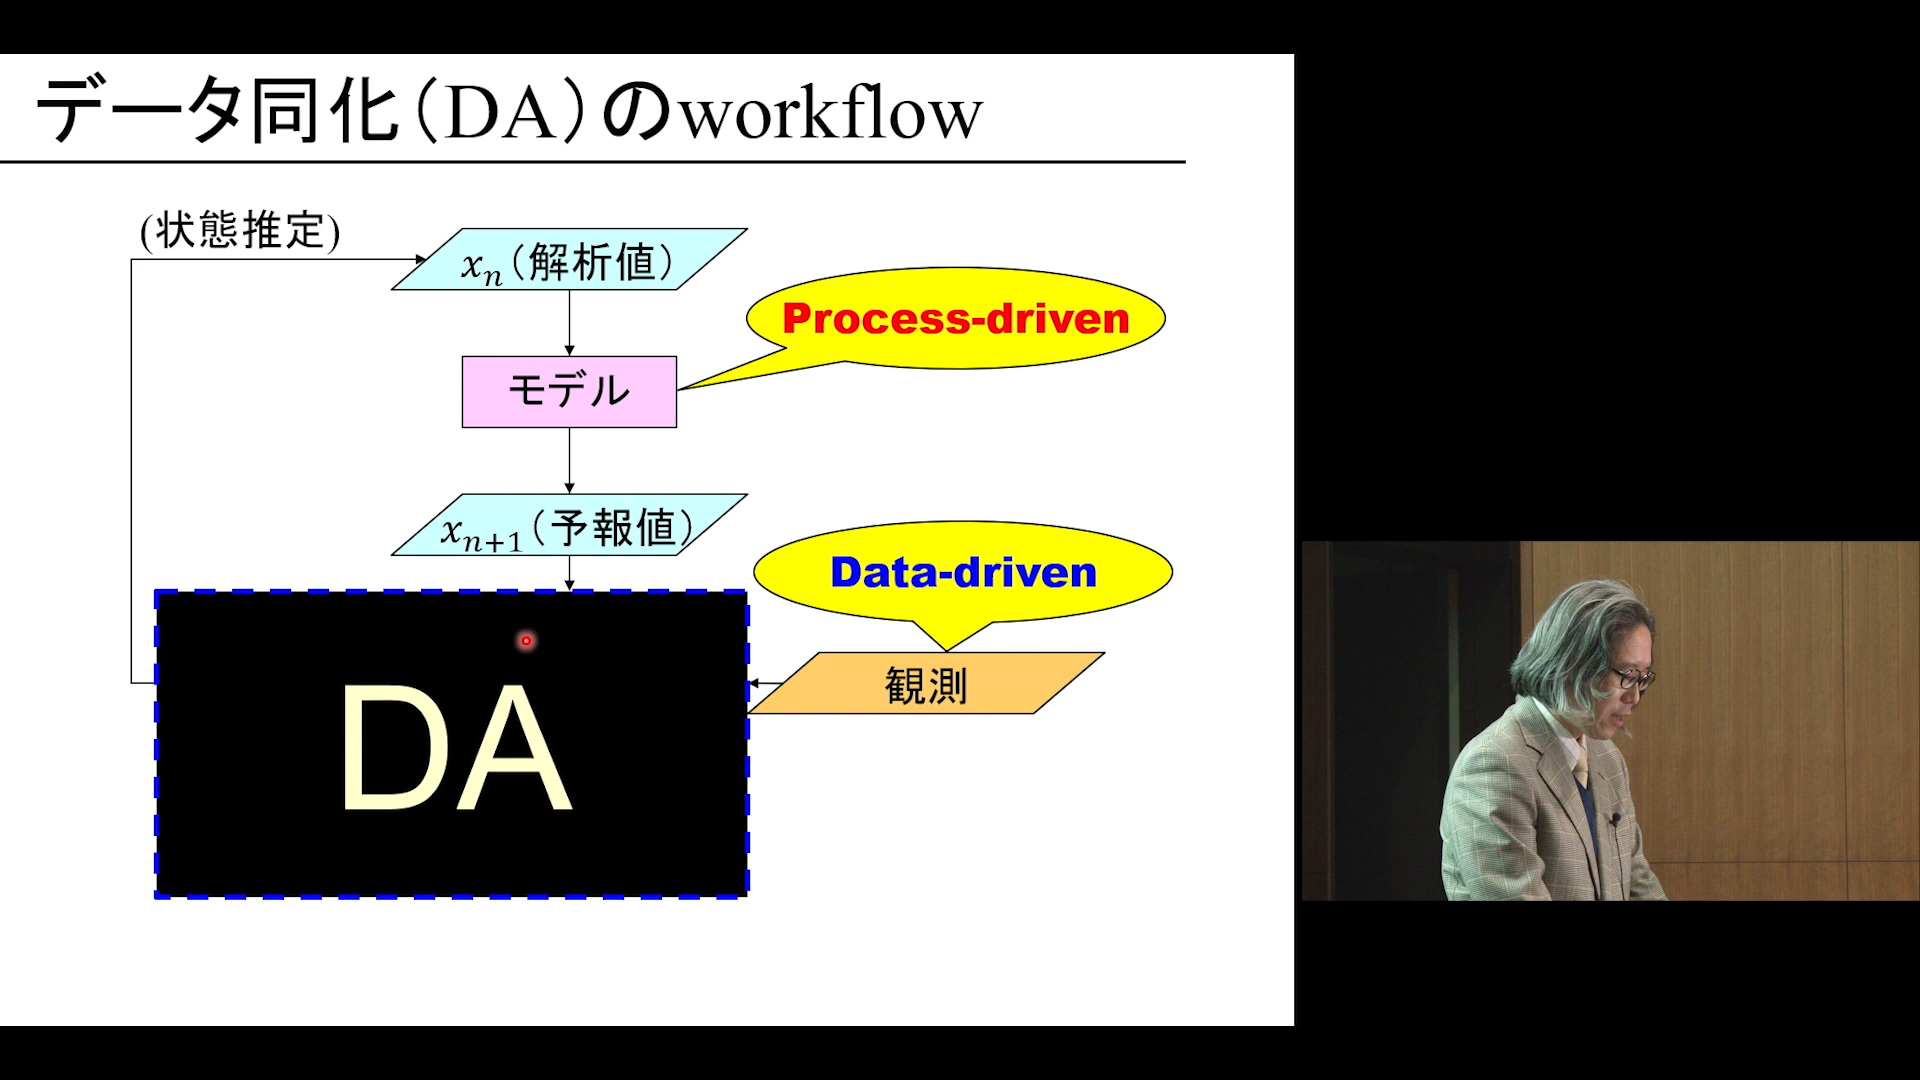 データ同化（DA）のworkflow
(状態推定)
xn（解析値）
Process-driven
モデル
xn+1（予報値）
Data-driven
観測
DA